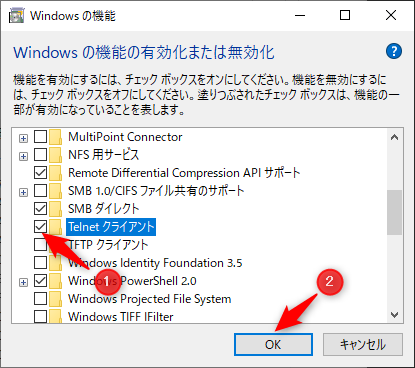 Windows の機能
Windows の機能の有効化または無効化
機能を有効にするには、チェック ボックスをオンにしてください。機能を無効にするに
は、チェック ボックスをオフにしてください。塗りつぶされたチェック ボックスは、機能の一
部が有効になっていることを表します。
MultiPoint Connector
NFS 用サービス
Remote Differential Compression API サポート
SMB 1.0/CIFS ファイル共有のサポート
SMB ダイレクト
Telnet クライアント
TFTP クライアント
Windows Identity Foundation 3.5
Windows PowerShell 2.0
Windows Projected File System
Windows TIFF IFilter
1
2
OK
キャンセル